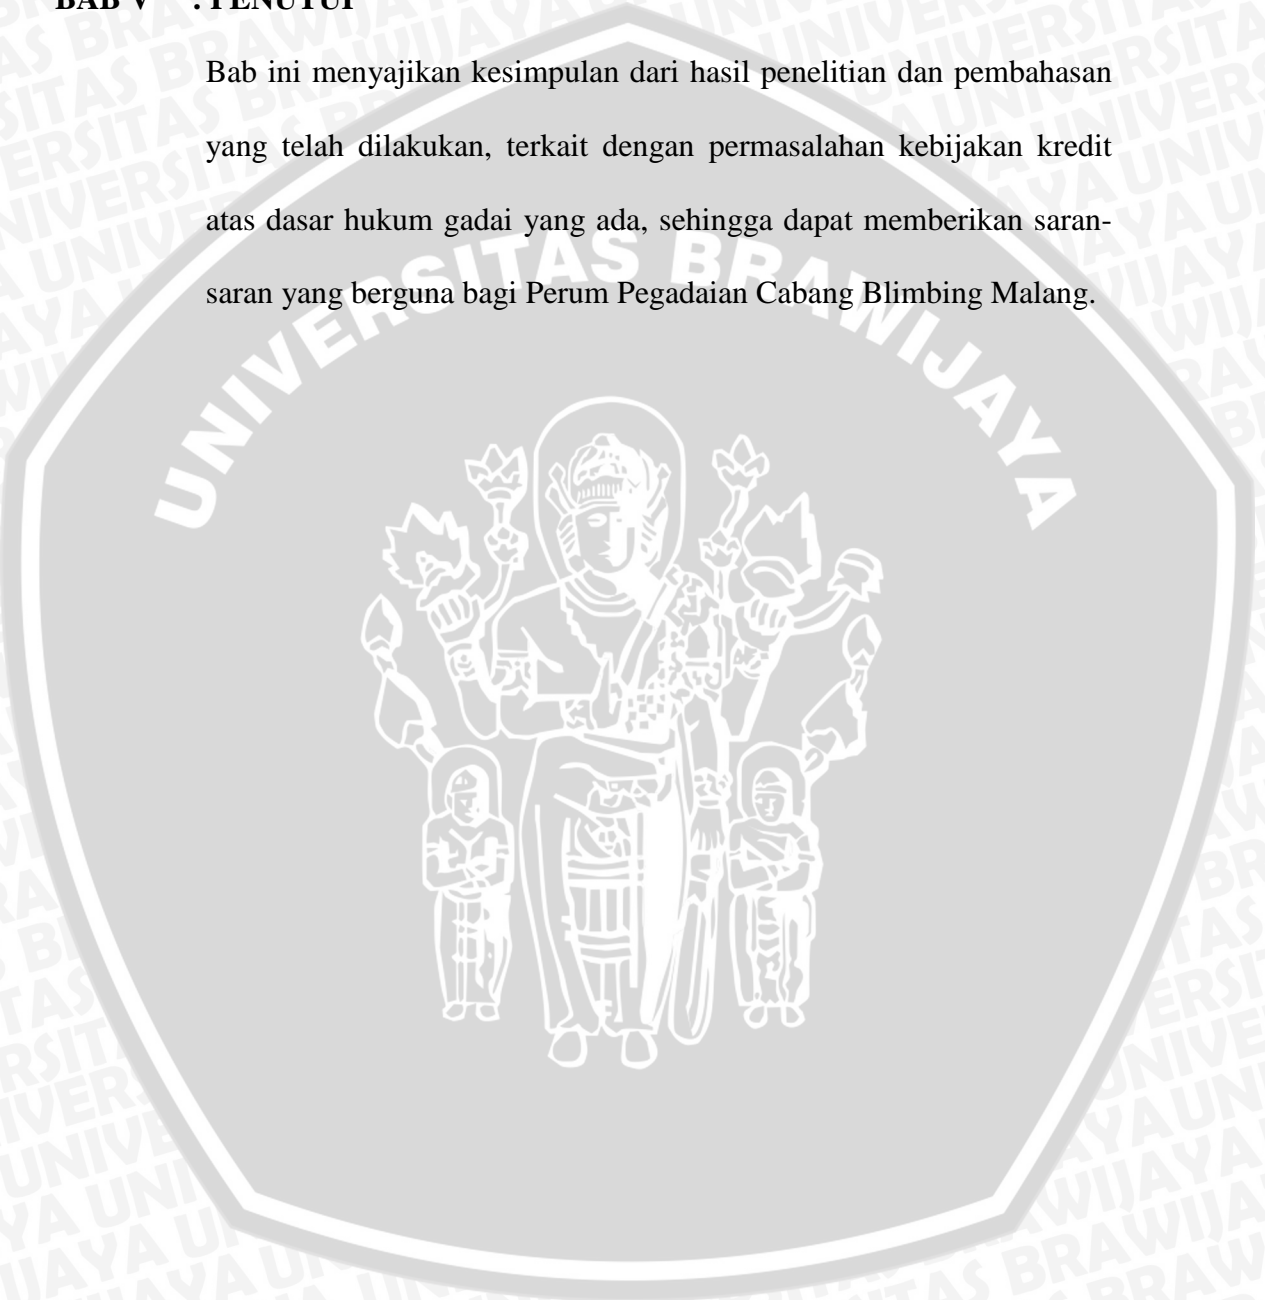 BAB V : PENUTUP
Bab ini menyajikan kesimpulan dari hasil penelitian dan pembahasan
yang telah dilakukan, terkait dengan permasalahan kebijakan kredit
atas dasar hukum gadai yang ada, sehingga dapat memberikan saran-
saran yang berguna bagi Perum Pegadaian Cabang Blimbing Malang.
UNIVERSITAS BRAWIJAYA